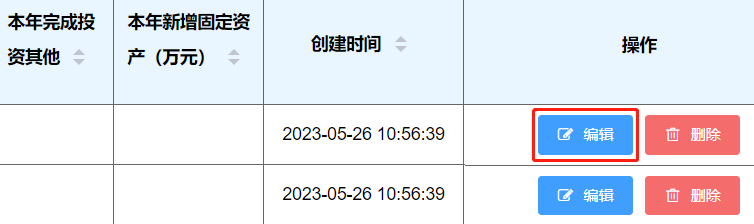 本年完成投
资其他
本年新增固定资
产（万元）
创建时间
操作
2023-05-26 10:56:39
编辑
删除
2023-05-26 10:56:39
编辑
删除